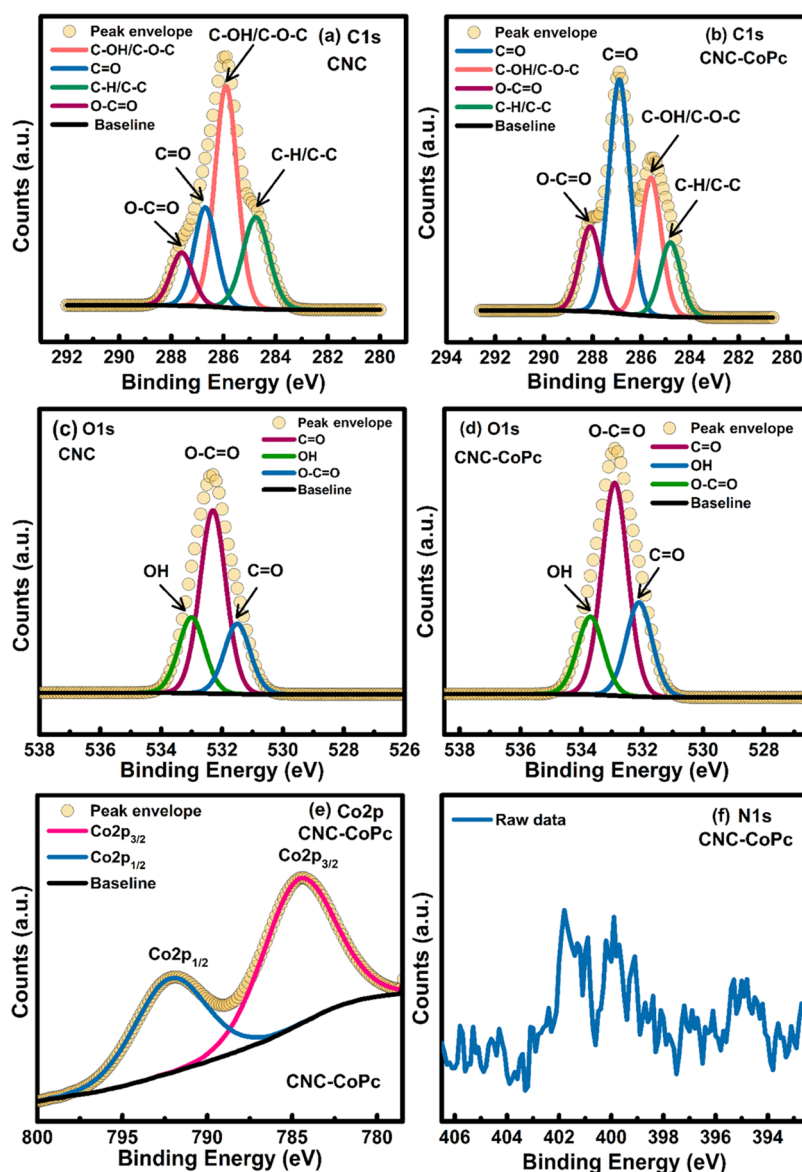 Peak envelope
C-OH/C-O-C
C=O
C-H/C-C
O-C=O
Baseline
(a) C1s
CNC
C-OH/C-O-C
C=O
O-C=O
C-H/C-C
Counts (a.u.)
292 290 288 286 284 282 280
Binding Energy (eV)
Peak envelope
C=O
C-OH/C-O-C
O-C=O
C-H/C-C
Baseline
(b) C1s
CNC-CoPc
C=O
C-OH/C-O-C
O-C=O
C-H/C-C
Counts (a.u.)
294 292 290 288 286 284 282 280
Binding Energy (eV)
(c) O1s
CNC
Peak envelope
C=O
OH
O-C=O
Baseline
O-C=O
OH
C=O
Counts (a.u.)
538 536 534 532 530 528 526
Binding Energy (eV)
(d) O1s
CNC-CoPc
Peak envelope
C=O
OH
O-C=O
Baseline
O-C=O
OH
C=O
Counts (a.u.)
538 536 534 532 530 528
Binding Energy (eV)
Peak envelope
Co2p3/2
Co2p1/2
Baseline
(e) Co2p
CNC-CoPc
Co2p3/2
Co2p1/2
CNC-CoPc
Counts (a.u.)
800 795 790 785 780
Binding Energy (eV)
Raw data
(f) N1s
CNC-CoPc
Counts (a.u.)
406 404 402 400 398 396 394
Binding Energy (eV)